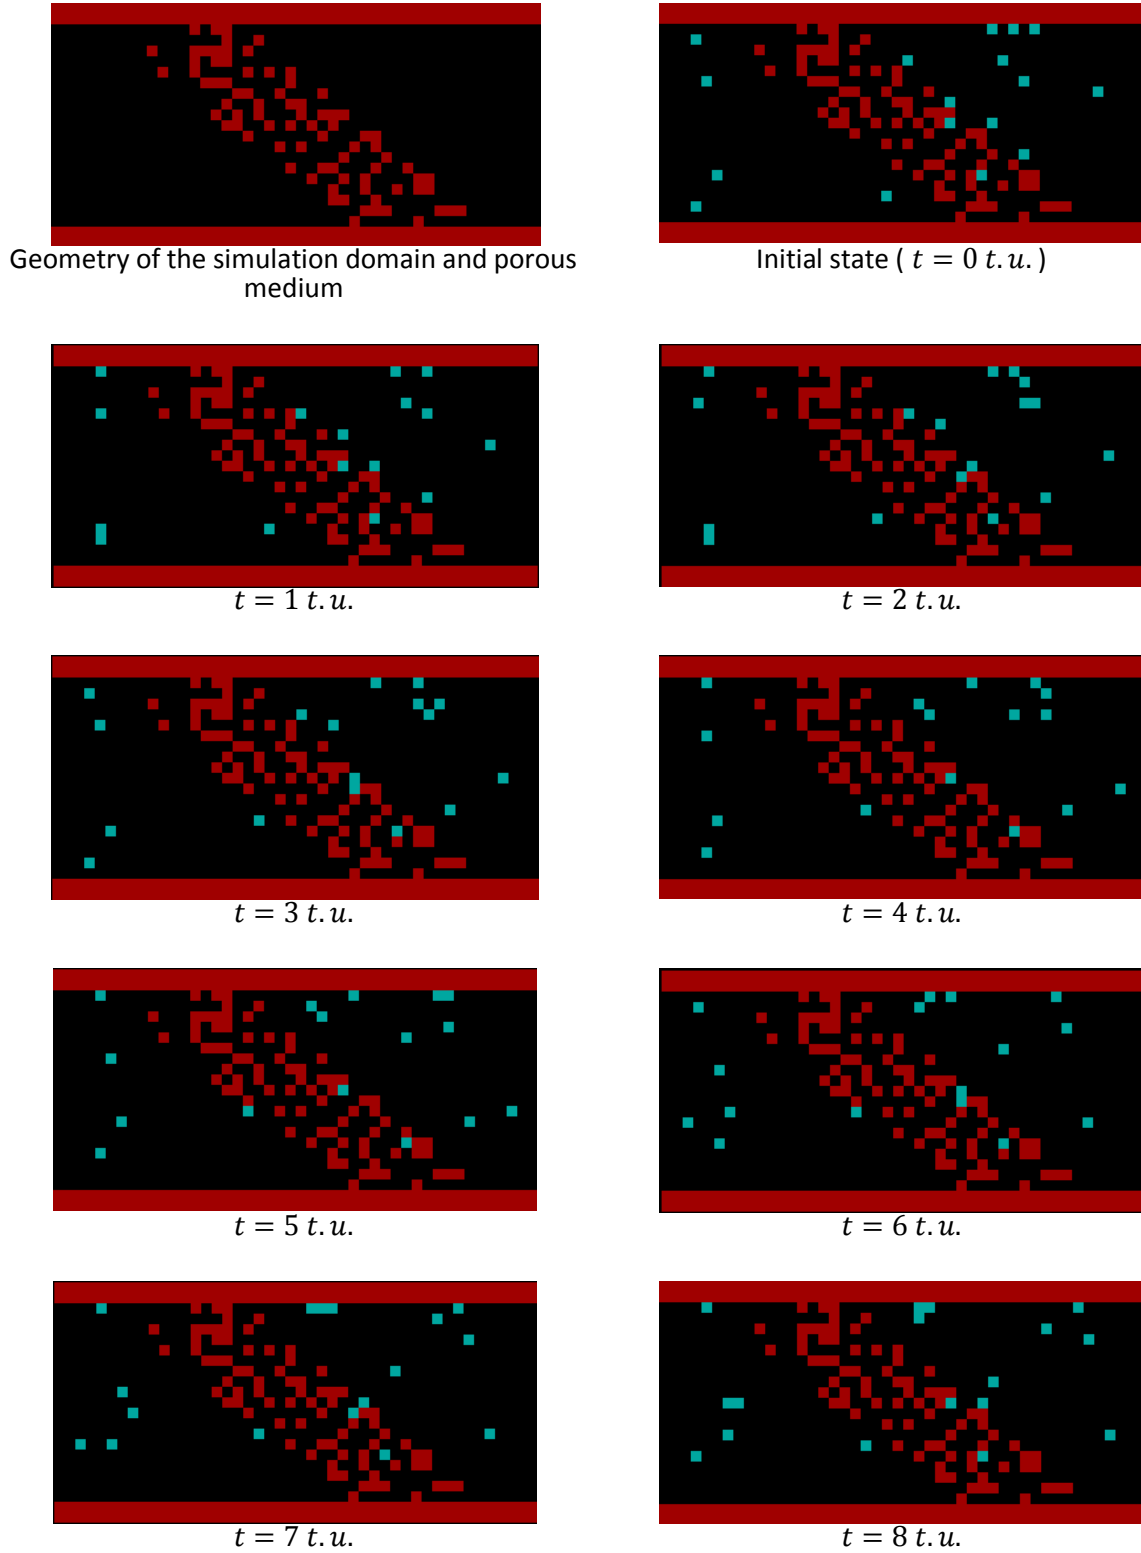 Geometry of the simulation domain and porous
medium
Initial state ( t = 0 t.u. )
t = 1 t.u.
t = 2 t.u.
t = 3 t.u.
t = 4 t.u.
t = 5 t.u.
t = 6 t.u.
t = 7 t.u.
t = 8 t.u.